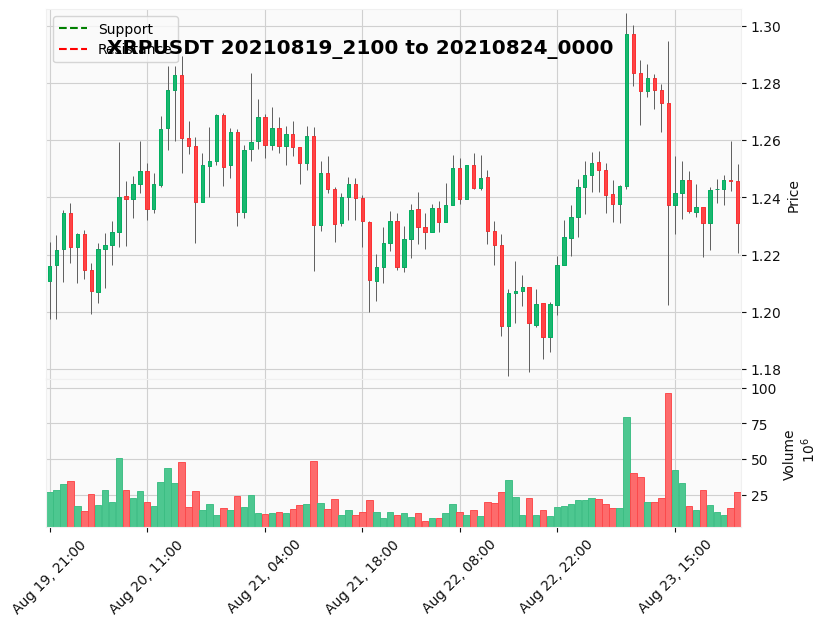 Support
Resistance
XRPUSDT 20210819_2100 to 20210824_0000
1.30
1.28
1.26
1.24
1.22
1.20
1.18
Price
100
75
50
25
Volume
10^6
Aug 19, 21:00
Aug 20, 11:00
Aug 21, 04:00
Aug 21, 18:00
Aug 22, 08:00
Aug 22, 22:00
Aug 23, 15:00